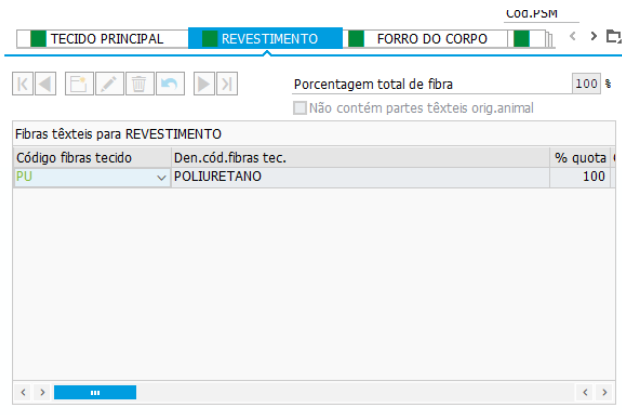 Cód.PSM
TECIDO PRINCIPAL REVESTIMENTO FORRO DO CORPO
Porcentagem total de fibra 100 %
Não contém partes têxteis orig.animal
Fibras têxteis para REVESTIMENTO
Código fibras tecido Den.cód.fibras tec. % quota
PU POLIURETANO 100